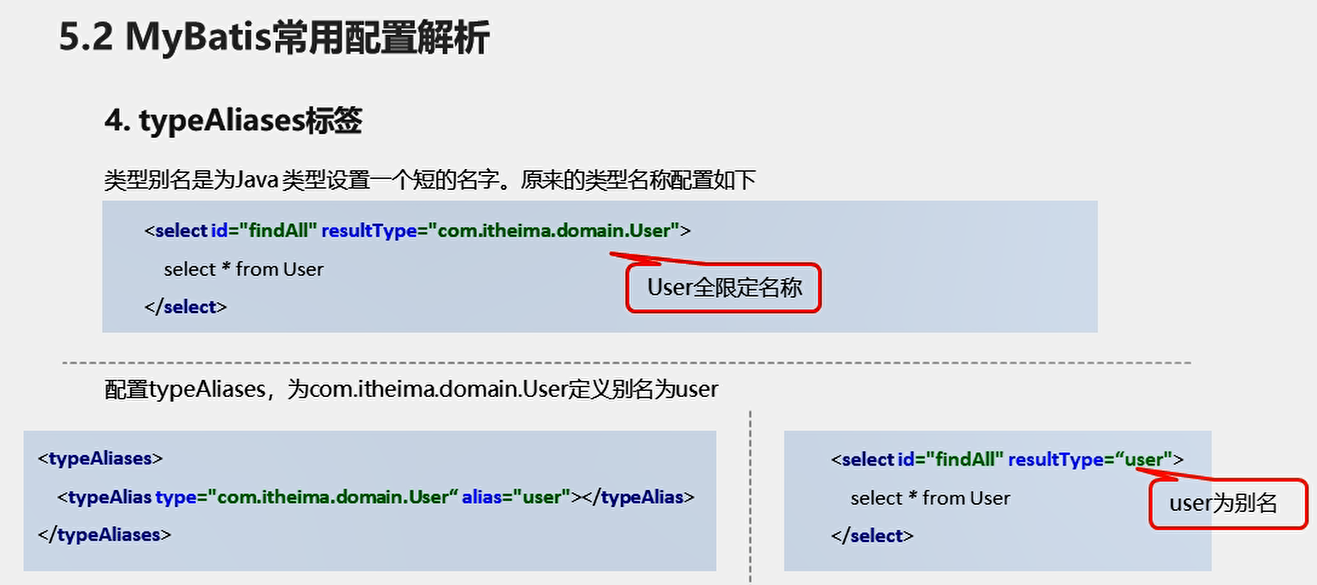 5.2 MyBatis常用配置解析
4. typeAliases标签
类型别名是为Java 类型设置一个短的名字。原来的类型名称配置如下
<select id="findAll" resultType="com.itheima.domain.User">
select * from User
User全限定名称
</select>
配置typeAliases，为com.itheima.domain.User定义别名为user
<typeAliases>
<typeAlias type="com.itheima.domain.User“ alias="user"></typeAlias>
</typeAliases>
<select id="findAll" resultType=“user">
select * from User
user为别名
</select>